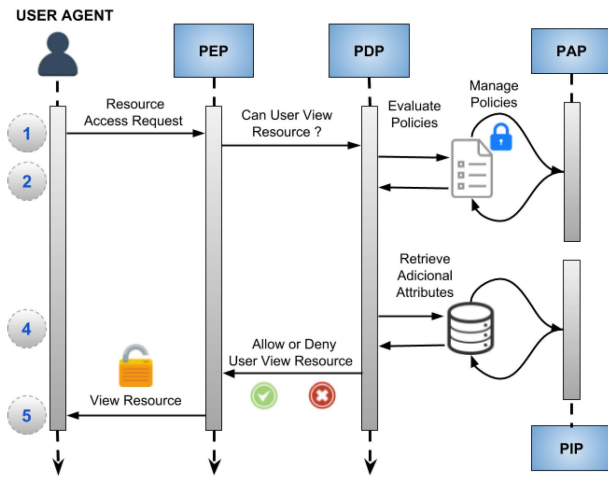 USER AGENT
PEP
PDP
PAP
Resource
Access Request
Can User View
Resource ?
Evaluate
Policies
Manage
Policies
1
2
Retrieve
Adicional
Attributes
4
Allow or Deny
User View Resource
View Resource
5
PIP